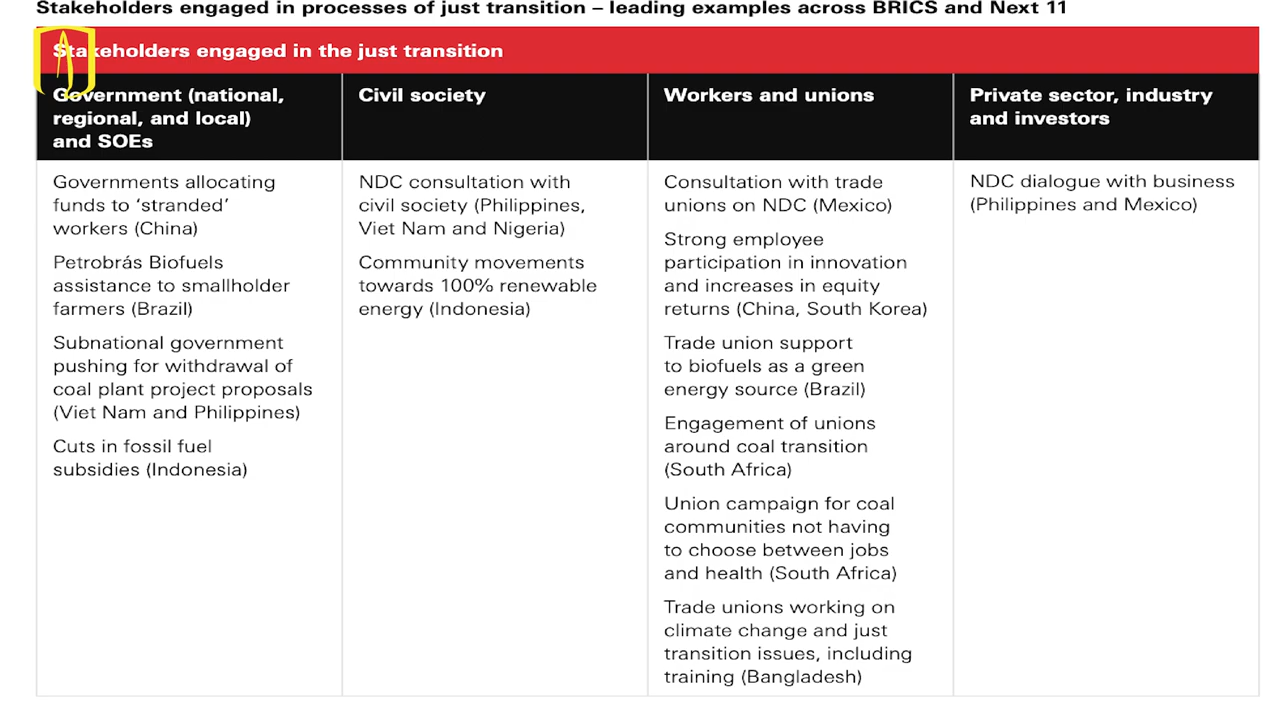 Stakeholders engaged in processes of just transition – leading examples across BRICS and Next 11
Stakeholders engaged in the just transition
Government (national,
regional, and local)
and SOEs
Civil society
Workers and unions
Private sector, industry
and investors
Governments allocating
funds to ‘stranded’
workers (China)
Petrobrás Biofuels
assistance to smallholder
farmers (Brazil)
Subnational government
pushing for withdrawal of
coal plant project proposals
(Viet Nam and Philippines)
Cuts in fossil fuel
subsidies (Indonesia)
NDC consultation with
civil society (Philippines,
Viet Nam and Nigeria)
Community movements
towards 100% renewable
energy (Indonesia)
Consultation with trade
unions on NDC (Mexico)
Strong employee
participation in innovation
and increases in equity
returns (China, South Korea)
Trade union support
to biofuels as a green
energy source (Brazil)
Engagement of unions
around coal transition
(South Africa)
Union campaign for coal
communities not having
to choose between jobs
and health (South Africa)
Trade unions working on
climate change and just
transition issues, including
training (Bangladesh)
NDC dialogue with business
(Philippines and Mexico)